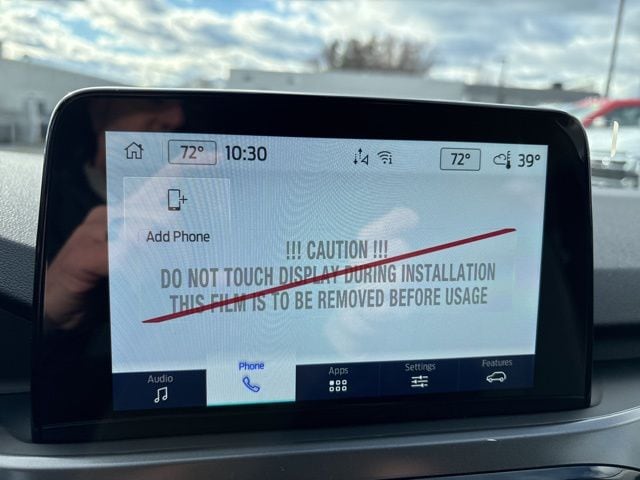 72° 10:30 72° 39°
Add Phone
!!! CAUTION !!!
DO NOT TOUCH DISPLAY DURING INSTALLATION
THIS FILM IS TO BE REMOVED BEFORE USAGE
Audio Phone Apps Settings Features